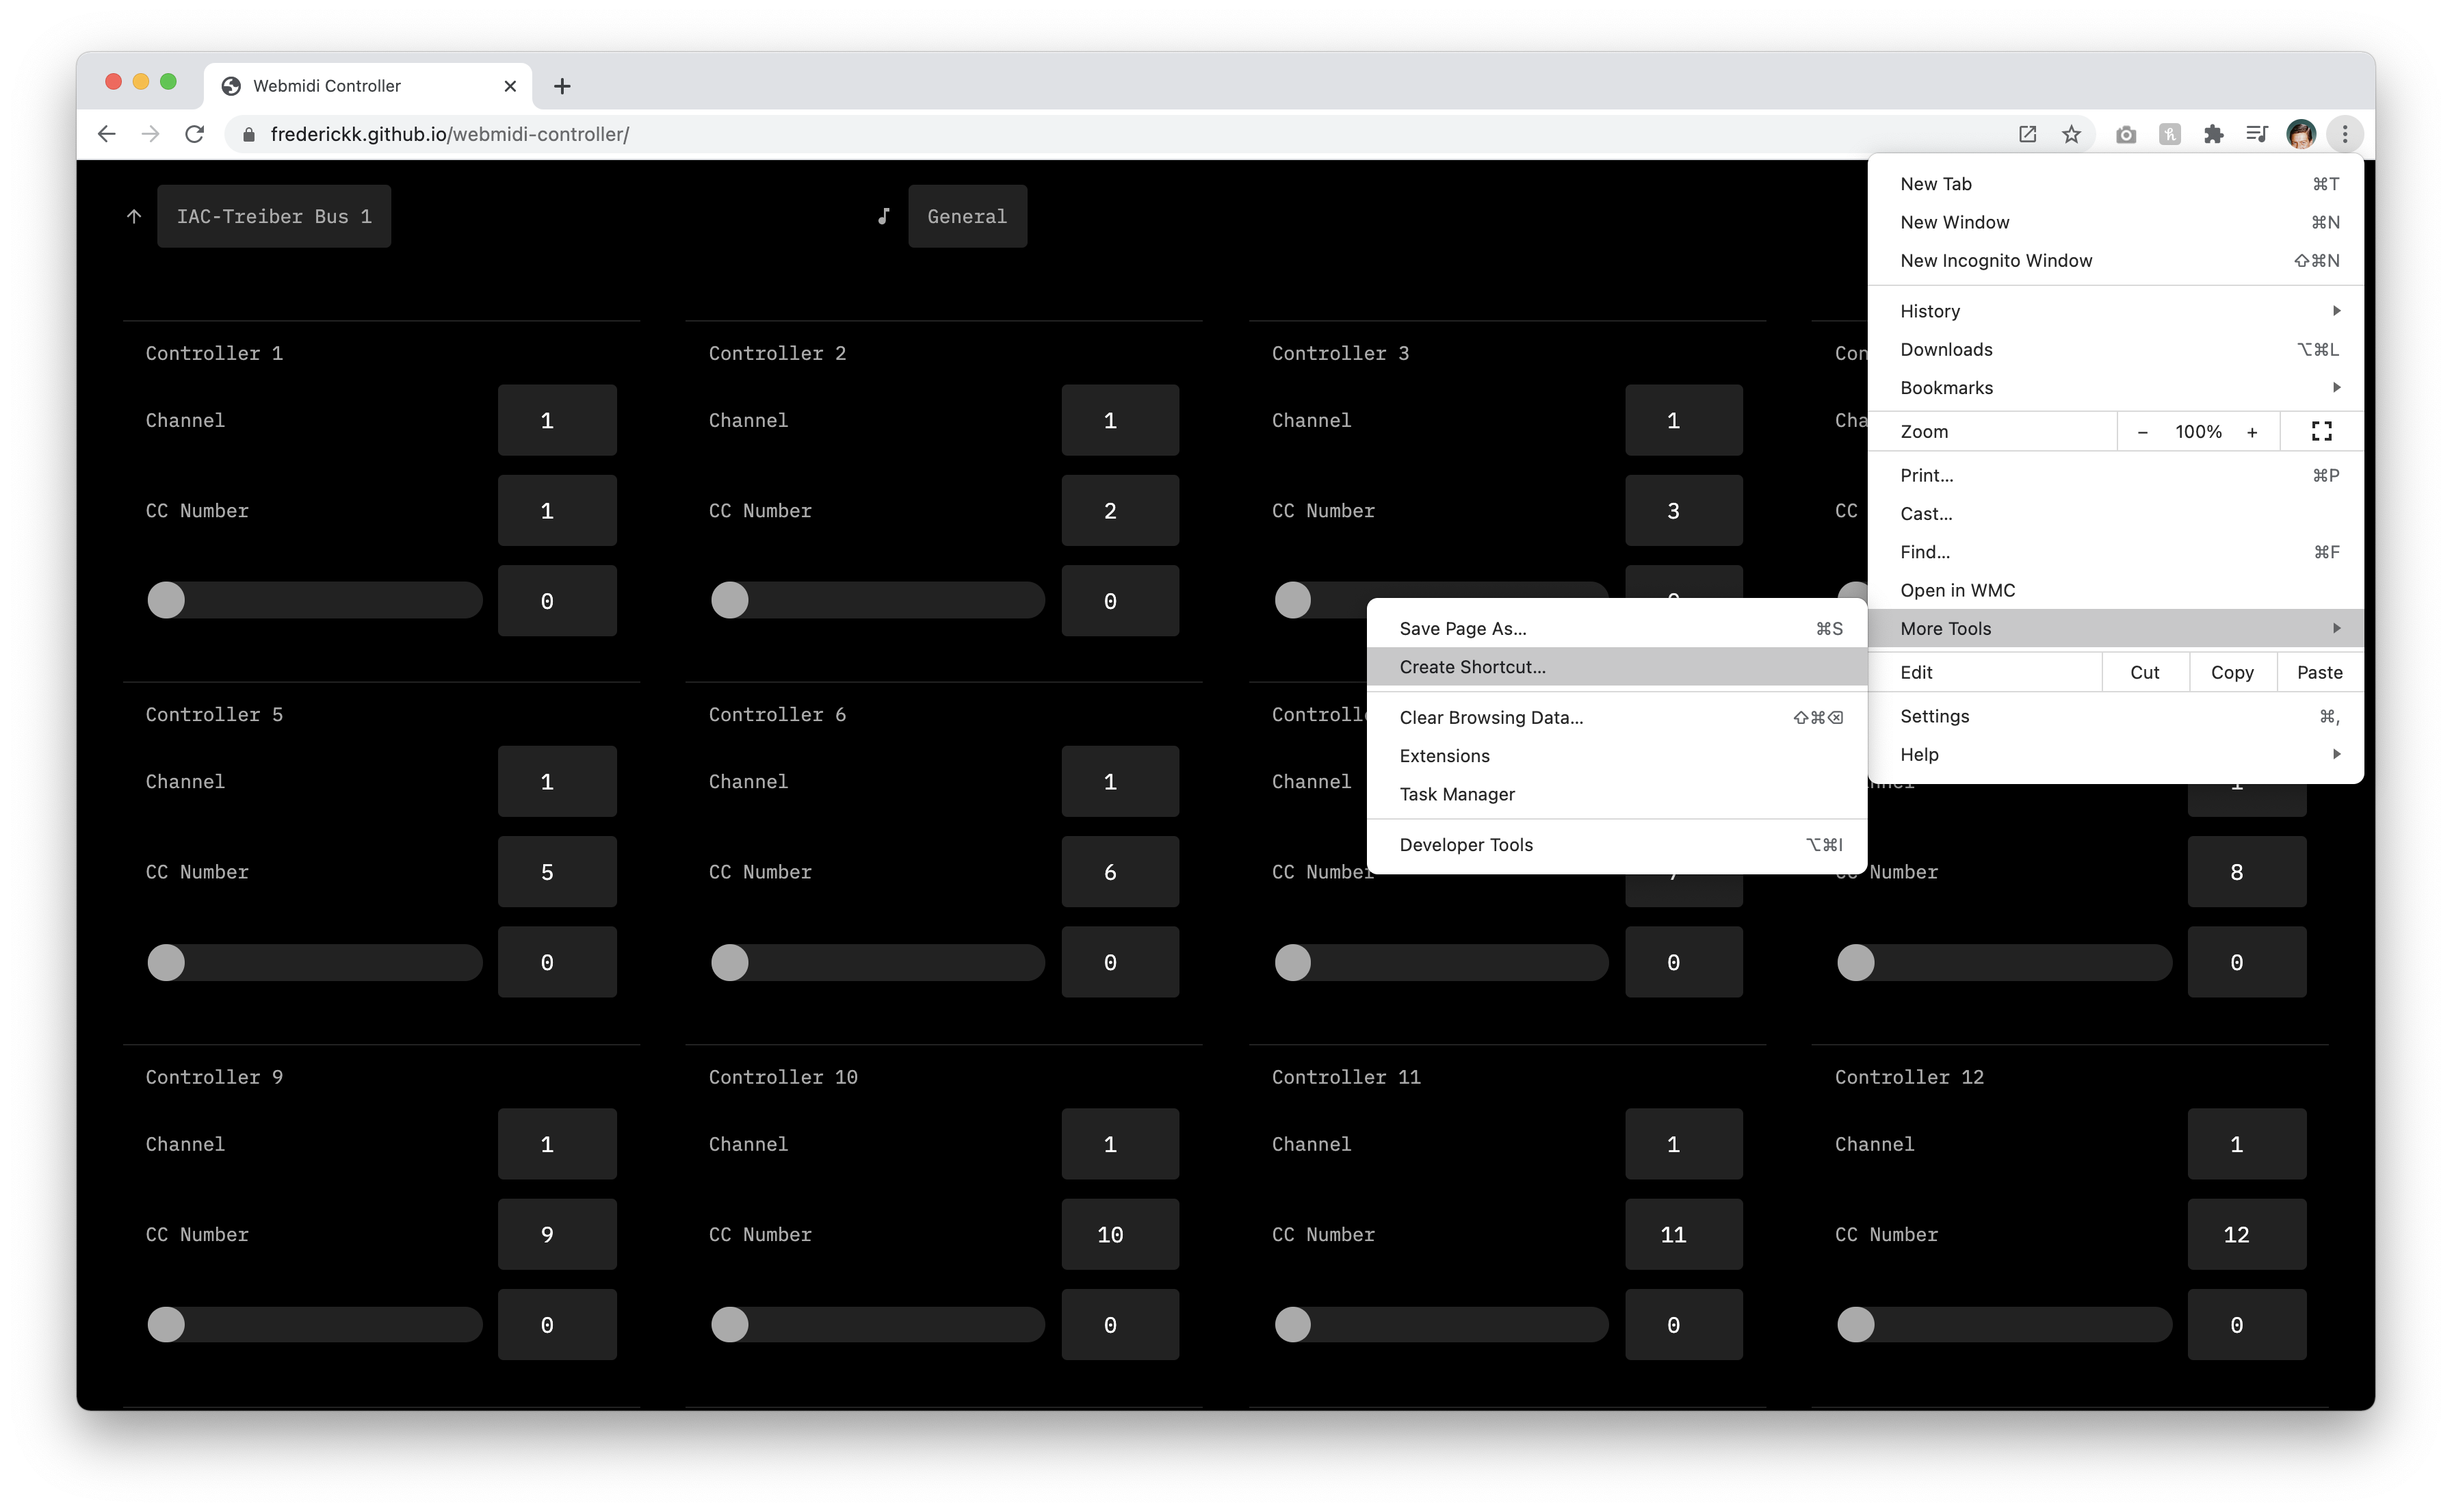 Webmidi Controller
frederickk.github.io/webmidi-controller/
IAC-Treiber Bus 1
General
New Tab ⌘T
New Window ⌘N
New Incognito Window ⇧⌘N
History
Downloads ⌥⌘L
Bookmarks
Zoom − 100% +
Print... ⌘P
Cast...
Find... ⌘F
Open in WMC
More Tools
Edit Cut Copy Paste
Settings ⌘,
Help
Save Page As... ⌘S
Create Shortcut...
Clear Browsing Data... ⇧⌘⌫
Extensions
Task Manager
Developer Tools ⌥⌘I
Controller 1
Channel 1
CC Number 1
0
Controller 2
Channel 1
CC Number 2
0
Controller 3
Channel 1
CC Number 3
CC
Controller 5
Channel 1
CC Number 5
0
Controller 6
Channel 1
CC Number 6
0
Channel
CC Number
0
Number 8
0
Controller 9
Channel 1
CC Number 9
0
Controller 10
Channel 1
CC Number 10
0
Controller 11
Channel 1
CC Number 11
0
Controller 12
Channel 1
CC Number 12
0